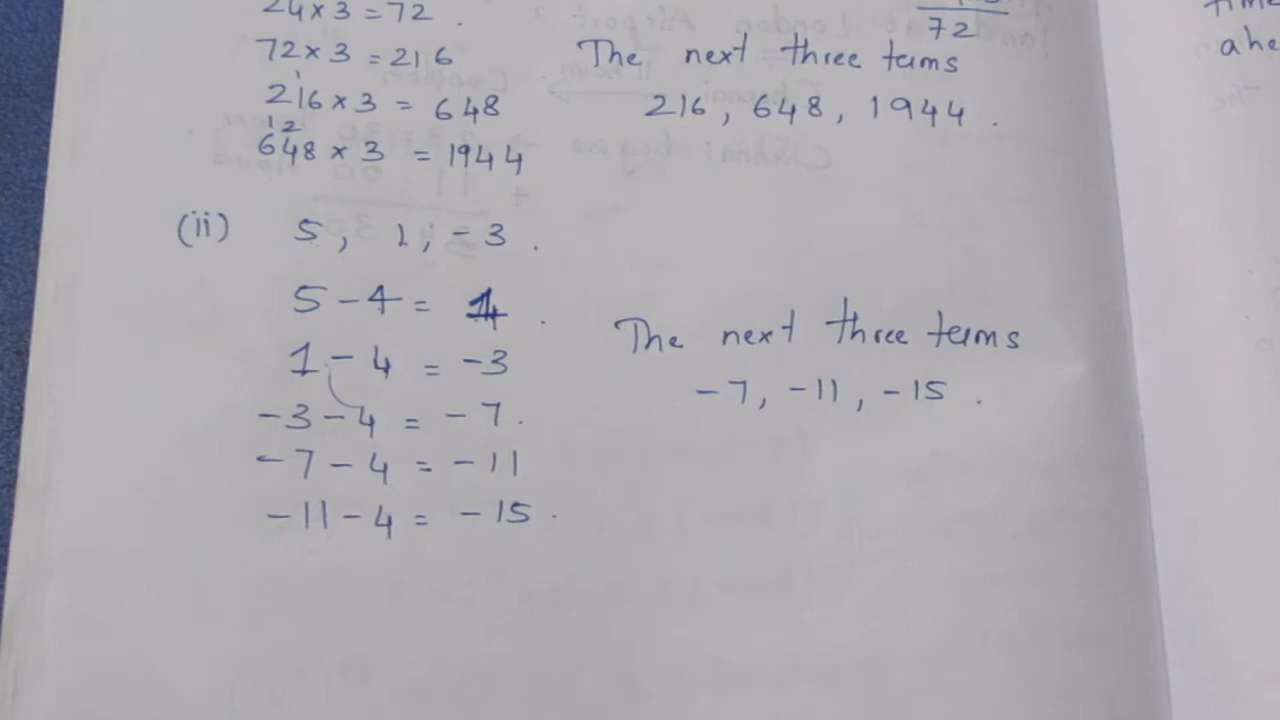 24 x 3 = 72 .
72
72 x 3 = 216
The next three terms
1
216 x 3 = 648
216, 648, 1944 .
12
648 x 3 = 1944
(ii) 5, 1, -3 .
5 - 4 = 1 .
1 - 4 = -3
The next three terms
-3 - 4 = -7.
-7, -11, -15 .
-7 - 4 = -11
-11 - 4 = -15 .
ahe